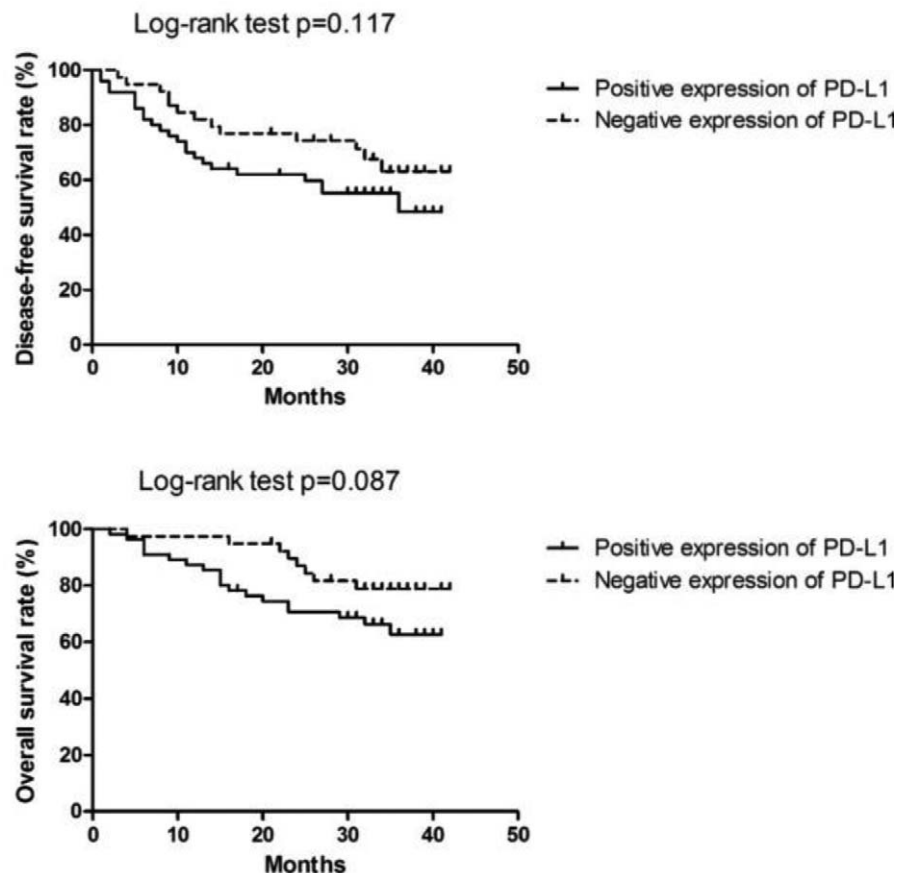 Log-rank test p=0.117
Disease-free survival rate (%)
100
80
60
40
20
0
0 10 20 30 40 50
Months
Positive expression of PD-L1
Negative expression of PD-L1
Log-rank test p=0.087
Overall survival rate (%)
100
80
60
40
20
0
0 10 20 30 40 50
Months
Positive expression of PD-L1
Negative expression of PD-L1